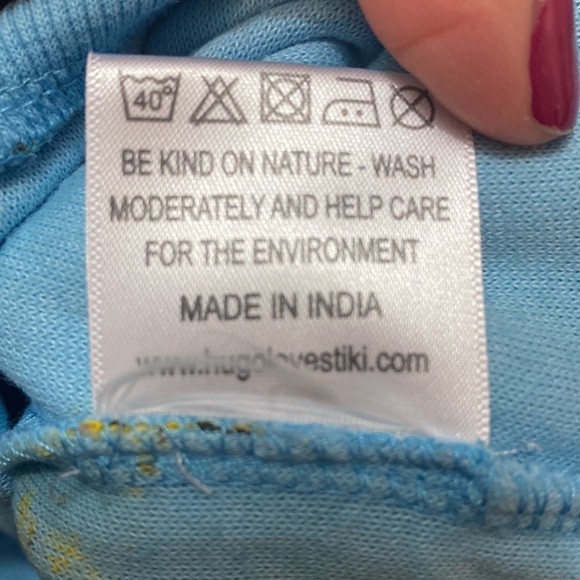 40°
BE KIND ON NATURE - WASH
MODERATELY AND HELP CARE
FOR THE ENVIRONMENT
MADE IN INDIA
www.hugolovestiki.com